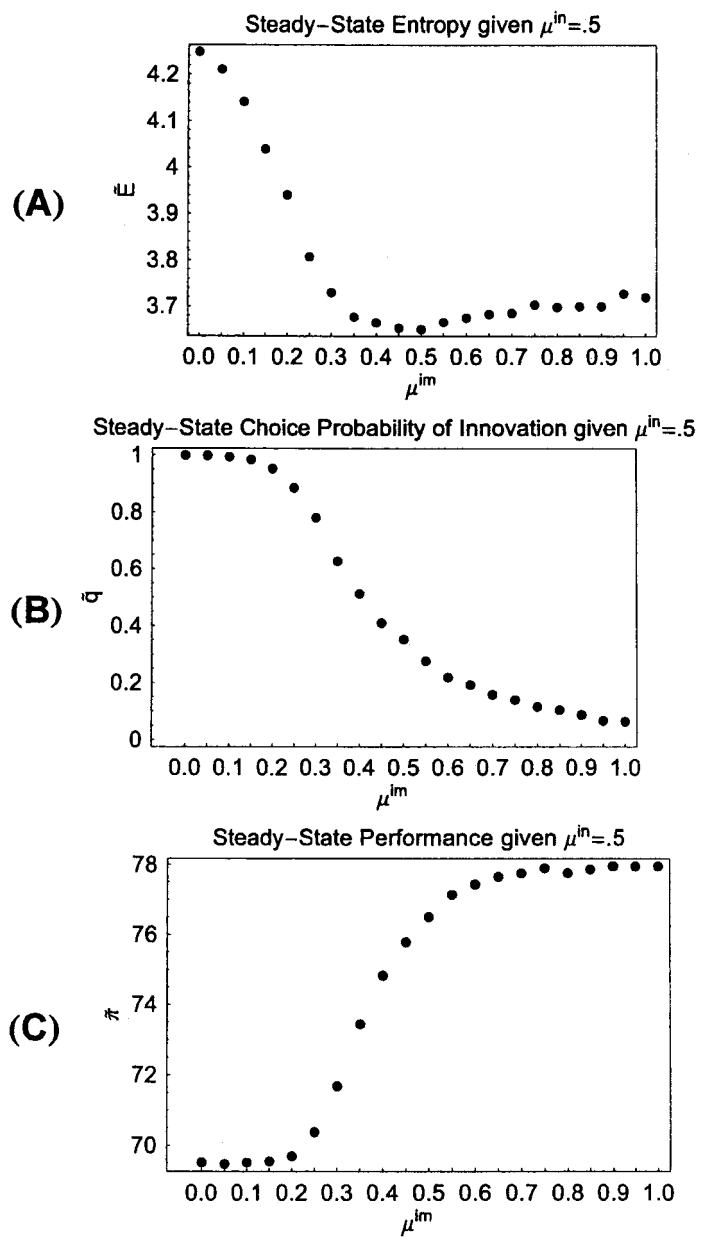 Steady-State Entropy given μ^in=.5
(A)
Ẽ
4.2
4.1
4
3.9
3.8
3.7
0.0 0.1 0.2 0.3 0.4 0.5 0.6 0.7 0.8 0.9 1.0
μ^im
Steady-State Choice Probability of Innovation given μ^in=.5
(B)
q̃
1
0.8
0.6
0.4
0.2
0
0.0 0.1 0.2 0.3 0.4 0.5 0.6 0.7 0.8 0.9 1.0
μ^im
Steady-State Performance given μ^in=.5
(C)
π̃
78
76
74
72
70
0.0 0.1 0.2 0.3 0.4 0.5 0.6 0.7 0.8 0.9 1.0
μ^im